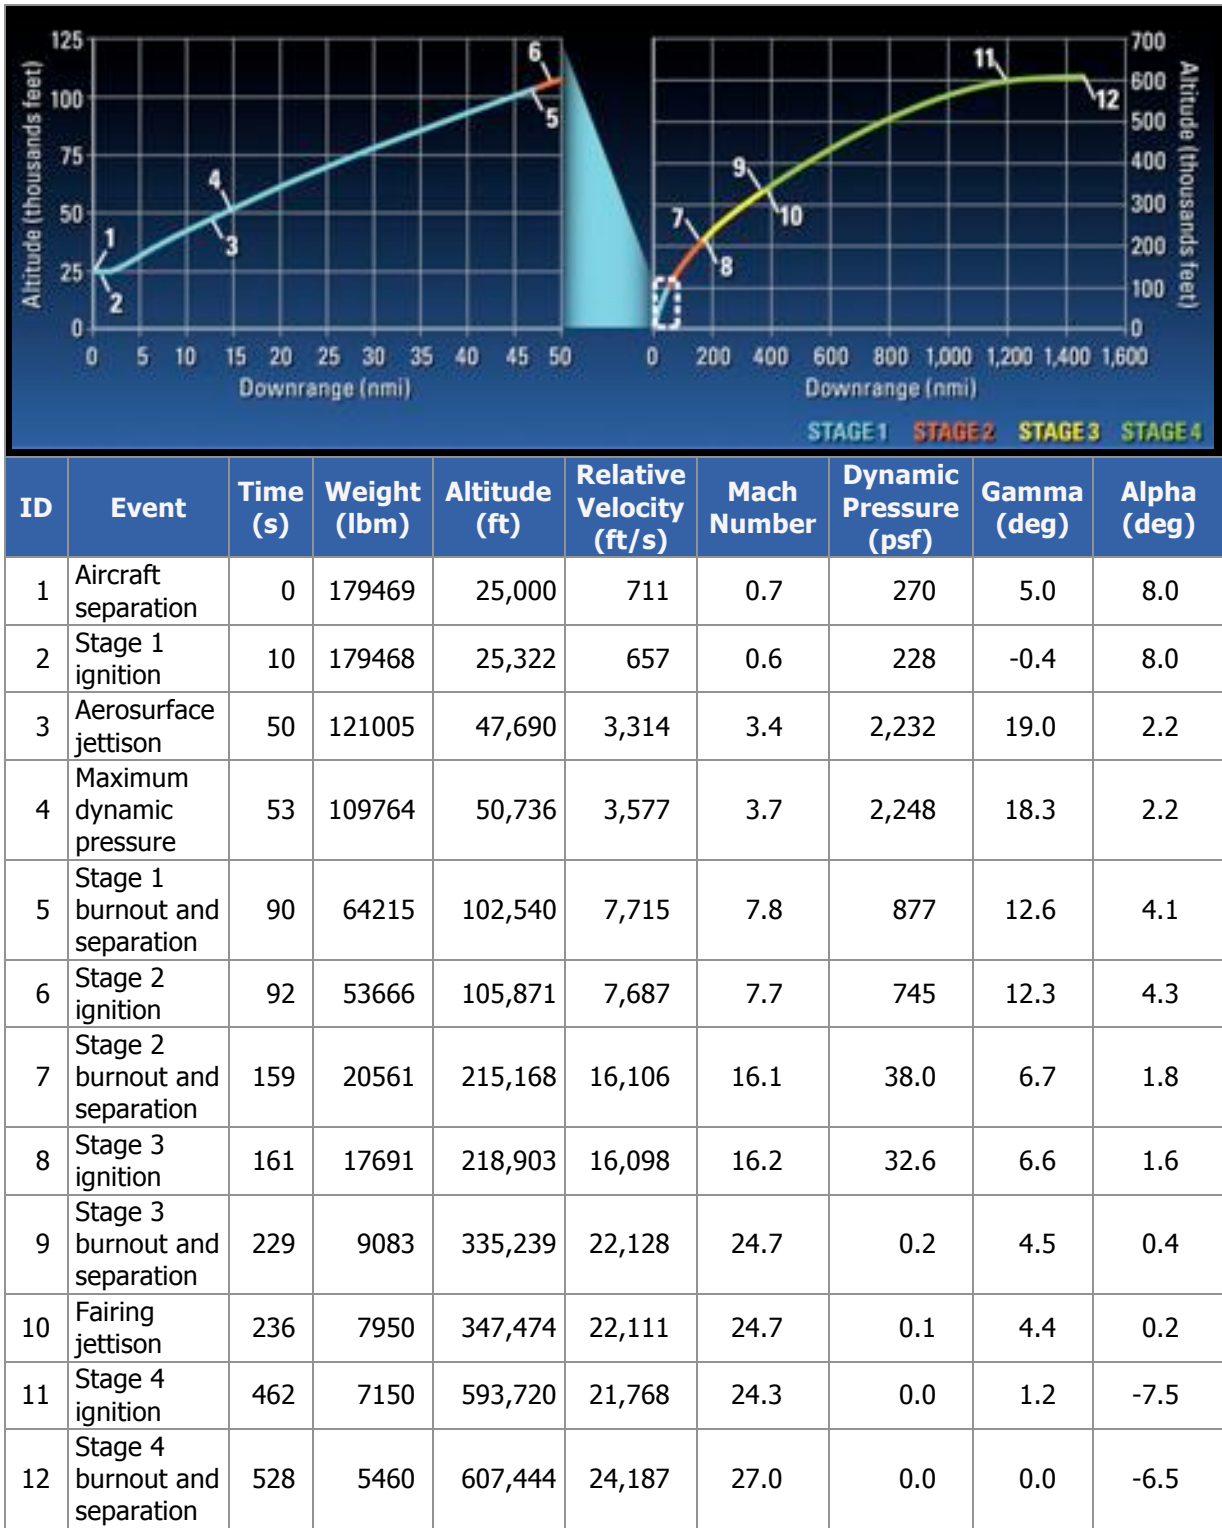 125
100
75
50
25
0
Altitude (thousands feet)
1
2
3
4
5
6
0 5 10 15 20 25 30 35 40 45 50
Downrange (nmi)
700
600
500
400
300
200
100
0
Altitude (thousands feet)
7
8
9
10
11
12
0 200 400 600 800 1,000 1,200 1,400 1,600
Downrange (nmi)
STAGE 1 STAGE 2 STAGE 3 STAGE 4
ID Event Time (s) Weight (lbm) Altitude (ft) Relative Velocity (ft/s) Mach Number Dynamic Pressure (psf) Gamma (deg) Alpha (deg)
1 Aircraft separation 0 179469 25,000 711 0.7 270 5.0 8.0
2 Stage 1 ignition 10 179468 25,322 657 0.6 228 -0.4 8.0
3 Aerosurface jettison 50 121005 47,690 3,314 3.4 2,232 19.0 2.2
4 Maximum dynamic pressure 53 109764 50,736 3,577 3.7 2,248 18.3 2.2
5 Stage 1 burnout and separation 90 64215 102,540 7,715 7.8 877 12.6 4.1
6 Stage 2 ignition 92 53666 105,871 7,687 7.7 745 12.3 4.3
7 Stage 2 burnout and separation 159 20561 215,168 16,106 16.1 38.0 6.7 1.8
8 Stage 3 ignition 161 17691 218,903 16,098 16.2 32.6 6.6 1.6
9 Stage 3 burnout and separation 229 9083 335,239 22,128 24.7 0.2 4.5 0.4
10 Fairing jettison 236 7950 347,474 22,111 24.7 0.1 4.4 0.2
11 Stage 4 ignition 462 7150 593,720 21,768 24.3 0.0 1.2 -7.5
12 Stage 4 burnout and separation 528 5460 607,444 24,187 27.0 0.0 0.0 -6.5